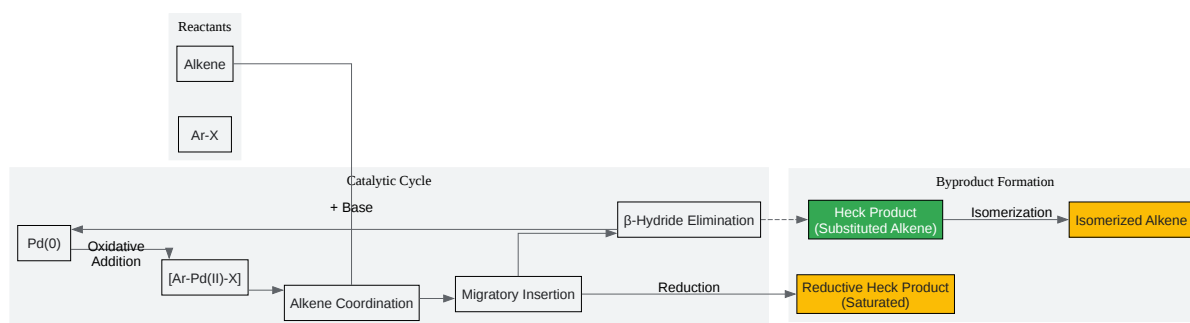 Reactants
Alkene
Ar-X
Catalytic Cycle
+ Base
Pd(0)
Oxidative
Addition
[Ar-Pd(II)-X]
Alkene Coordination
Migratory Insertion
β-Hydride Elimination
Reduction
Byproduct Formation
Heck Product
(Substituted Alkene)
Isomerization
Isomerized Alkene
Reductive Heck Product
(Saturated)